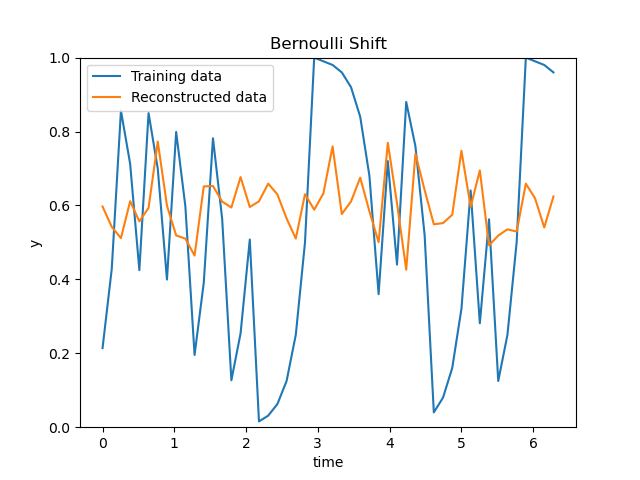 Bernoulli Shift
Training data
Reconstructed data
y
1.0
0.8
0.6
0.4
0.2
0.0
0 1 2 3 4 5 6
time